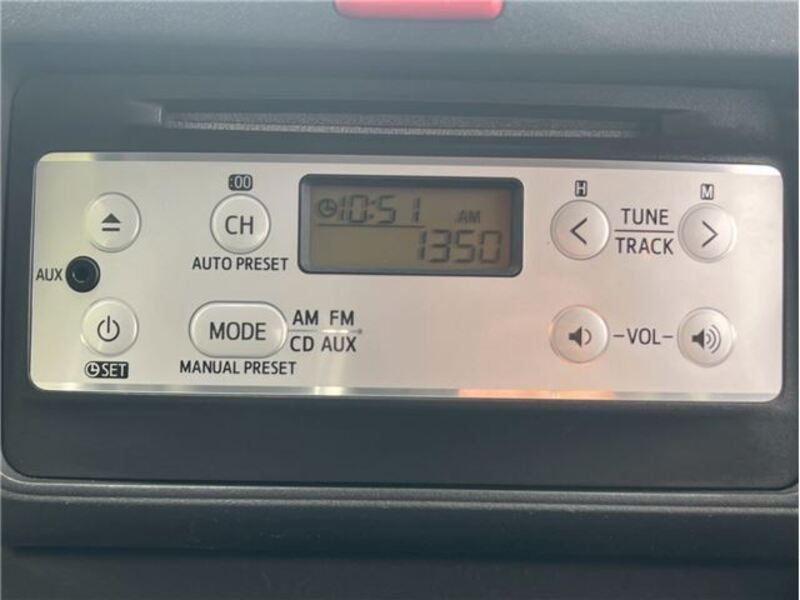 :00
H
M
CH
10:51
AM
1350
TUNE
TRACK
AUTO PRESET
AUX
MODE
AM FM
CD AUX
-VOL-
SET
MANUAL PRESET